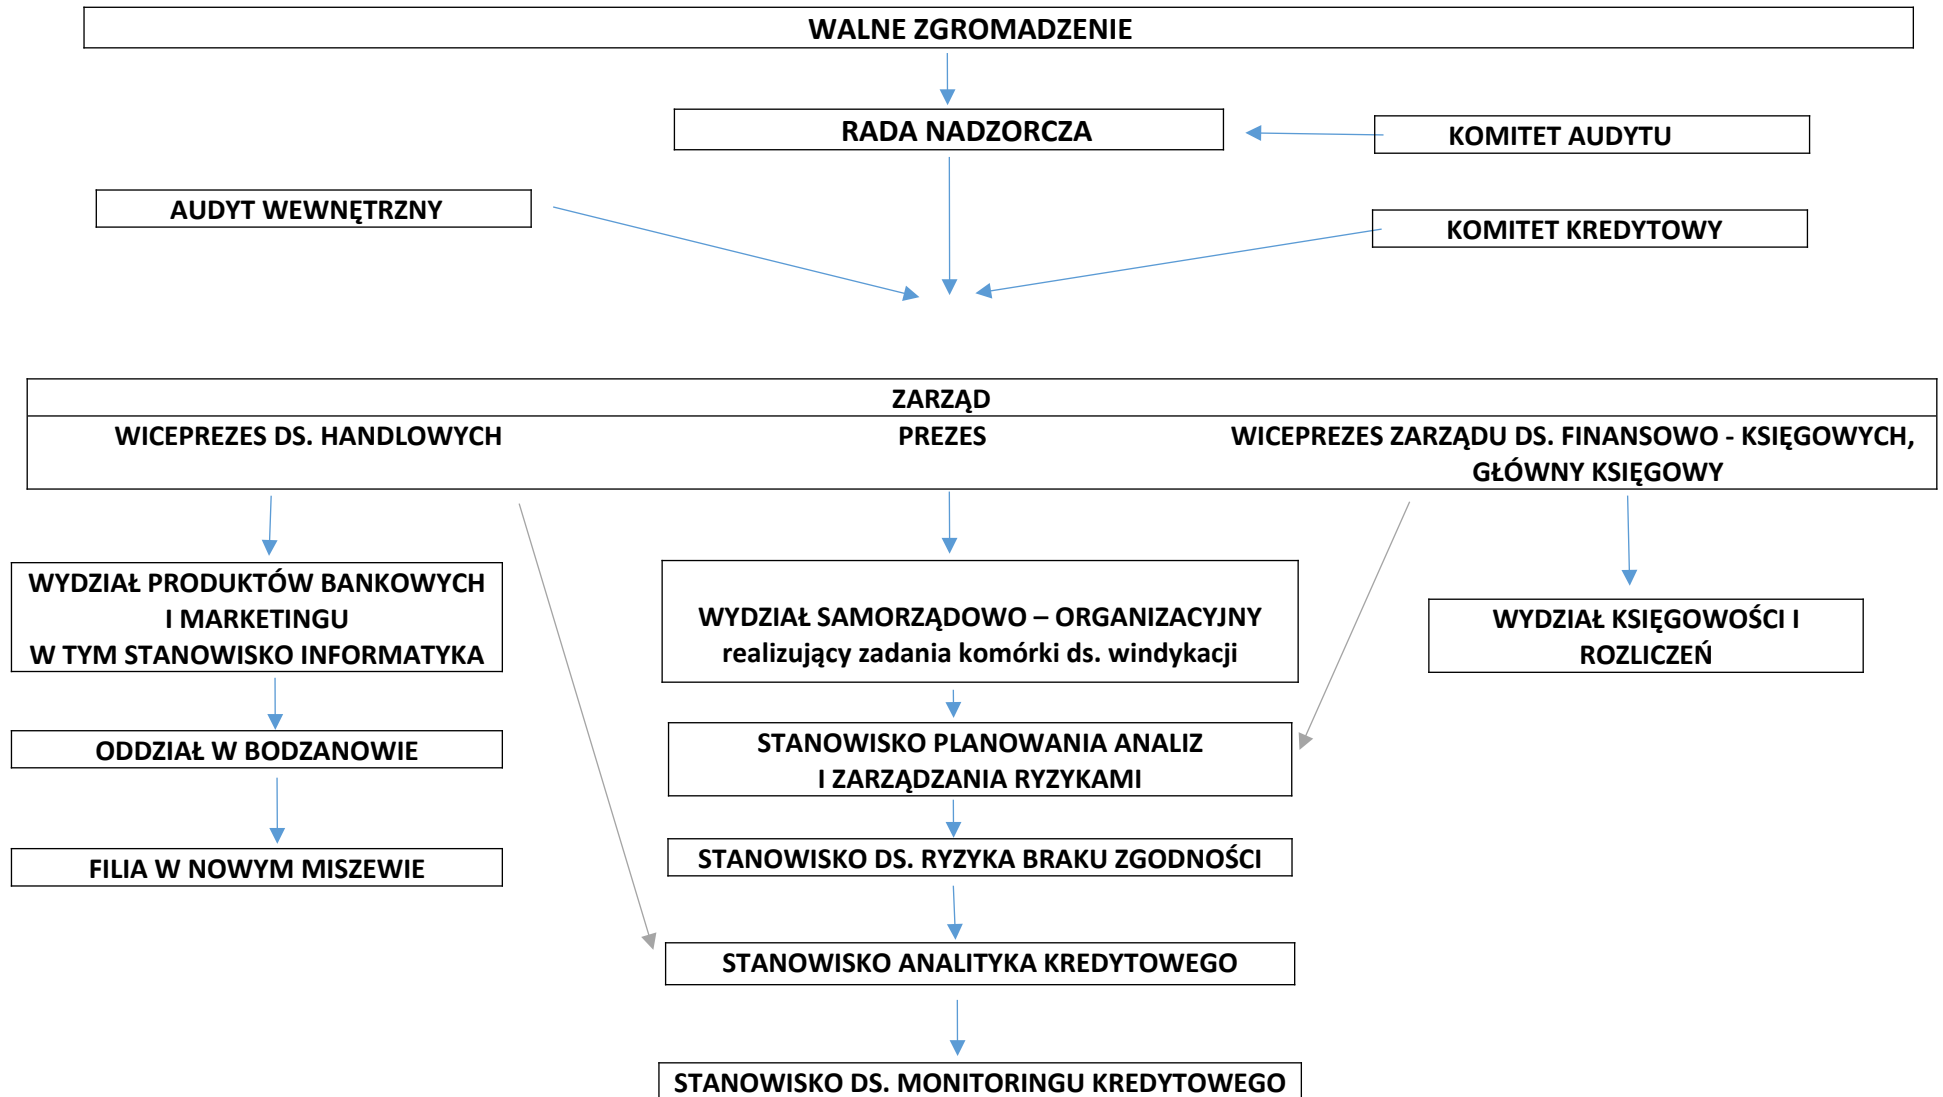 WALNE ZGROMADZENIE
RADA NADZORCZA
KOMITET AUDYTU
AUDYT WEWNĘTRZNY
KOMITET KREDYTOWY
ZARZĄD
WICEPREZES DS. HANDLOWYCH
PREZES
WICEPREZES ZARZĄDU DS. FINANSOWO - KSIĘGOWYCH,
GŁÓWNY KSIĘGOWY
WYDZIAŁ PRODUKTÓW BANKOWYCH
I MARKETINGU
W TYM STANOWISKO INFORMATYKA
ODDZIAŁ W BODZANOWIE
FILIA W NOWYM MISZEWIE
WYDZIAŁ SAMORZĄDOWO – ORGANIZACYJNY
realizujący zadania komórki ds. windykacji
STANOWISKO PLANOWANIA ANALIZ
I ZARZĄDZANIA RYZYKAMI
STANOWISKO DS. RYZYKA BRAKU ZGODNOŚCI
STANOWISKO ANALITYKA KREDYTOWEGO
STANOWISKO DS. MONITORINGU KREDYTOWEGO
WYDZIAŁ KSIĘGOWOŚCI I
ROZLICZEŃ